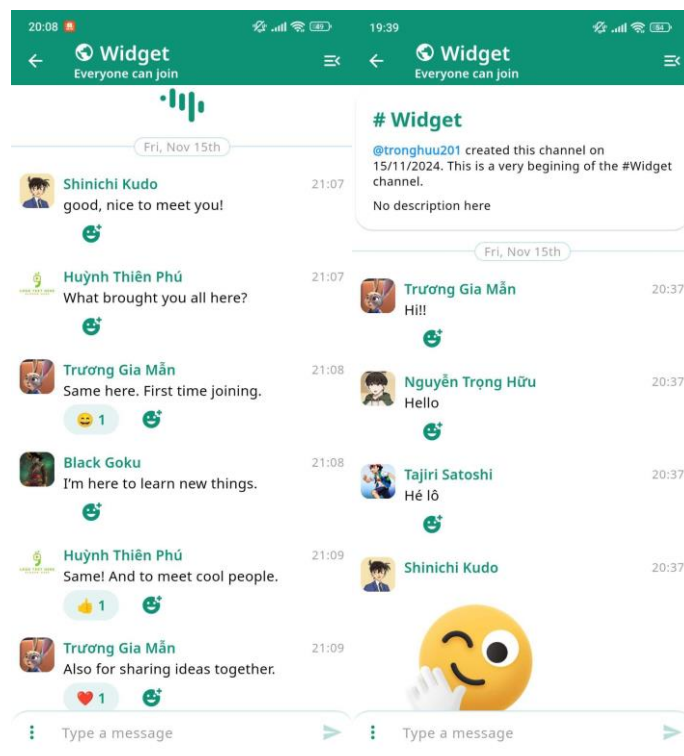 20:08
49
Widget
Everyone can join
Fri, Nov 15th
Shinichi Kudo
21:07
good, nice to meet you!
Huỳnh Thiên Phú
21:07
What brought you all here?
Trương Gia Mẫn
21:08
Same here. First time joining.
1
Black Goku
21:08
I'm here to learn new things.
Huỳnh Thiên Phú
21:09
Same! And to meet cool people.
1
Trương Gia Mẫn
21:09
Also for sharing ideas together.
1
Type a message
19:39
54
Widget
Everyone can join
# Widget
@tronghuu201 created this channel on
15/11/2024. This is a very begining of the #Widget
channel.
No description here
Fri, Nov 15th
Trương Gia Mẫn
20:37
Hi!!
Nguyễn Trọng Hữu
20:37
Hello
Tajiri Satoshi
20:37
Hé lô
Shinichi Kudo
20:37
Type a message